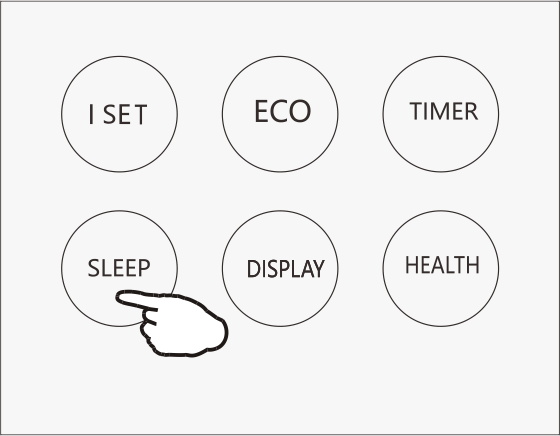 I SET
ECO
TIMER
SLEEP
DISPLAY
HEALTH